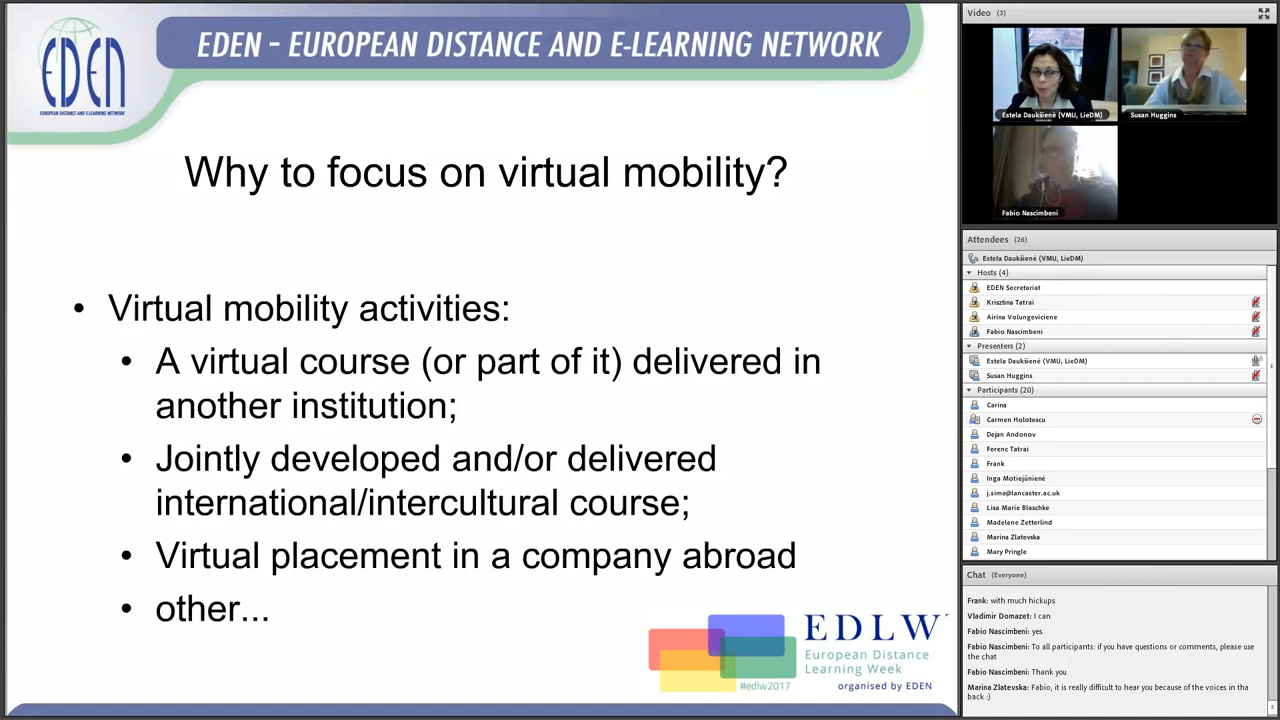 EDEN
EUROPEAN DISTANCE AND E-LEARNING NETWORK
EDEN – EUROPEAN DISTANCE AND E-LEARNING NETWORK
Why to focus on virtual mobility?
• Virtual mobility activities:
• A virtual course (or part of it) delivered in
another institution;
• Jointly developed and/or delivered
international/intercultural course;
• Virtual placement in a company abroad
• other...
EDLW
European Distance
Learning Week
#edlw2017
organised by EDEN
Video (3)
Estela Daukšienė (VMU, LieDM)
Susan Huggins
Fabio Nascimbeni
Attendees (26)
Estela Daukšienė (VMU, LieDM)
Hosts (4)
EDEN Secretariat
Krisztina Tatrai
Airina Volungeviciene
Fabio Nascimbeni
Presenters (2)
Estela Daukšienė (VMU, LieDM)
Susan Huggins
Participants (20)
Carina
Carmen Holotescu
Dejan Andonov
Ferenc Tatrai
Frank
Inga Motiejūnienė
j.sime@lancaster.ac.uk
Lisa Marie Blaschke
Madelene Zetterlind
Marina Zlatevska
Mary Pringle
Chat (Everyone)
Frank: with much hickups
Vladimir Domazet: I can
Fabio Nascimbeni: yes
Fabio Nascimbeni: To all participants: if you have questions or comments, please use
the chat
Fabio Nascimbeni: Thank you
Marina Zlatevska: Fabio, it is really difficult to hear you because of the voices in tha
back :)